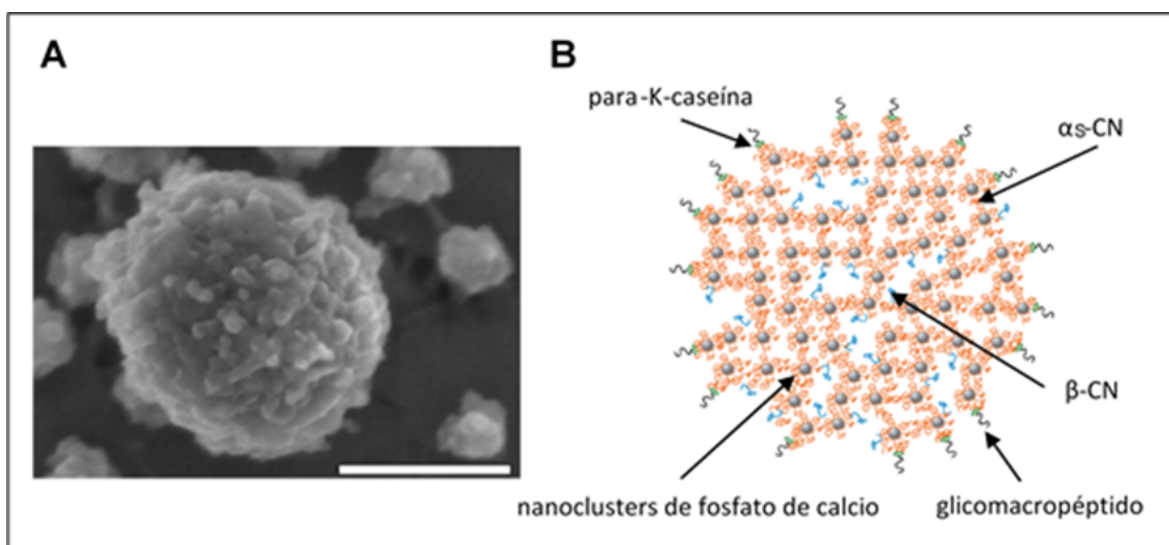 A
B
para-K-caseína
αs-CN
β-CN
nanoclusters de fosfato de calcio
glicomacropéptido